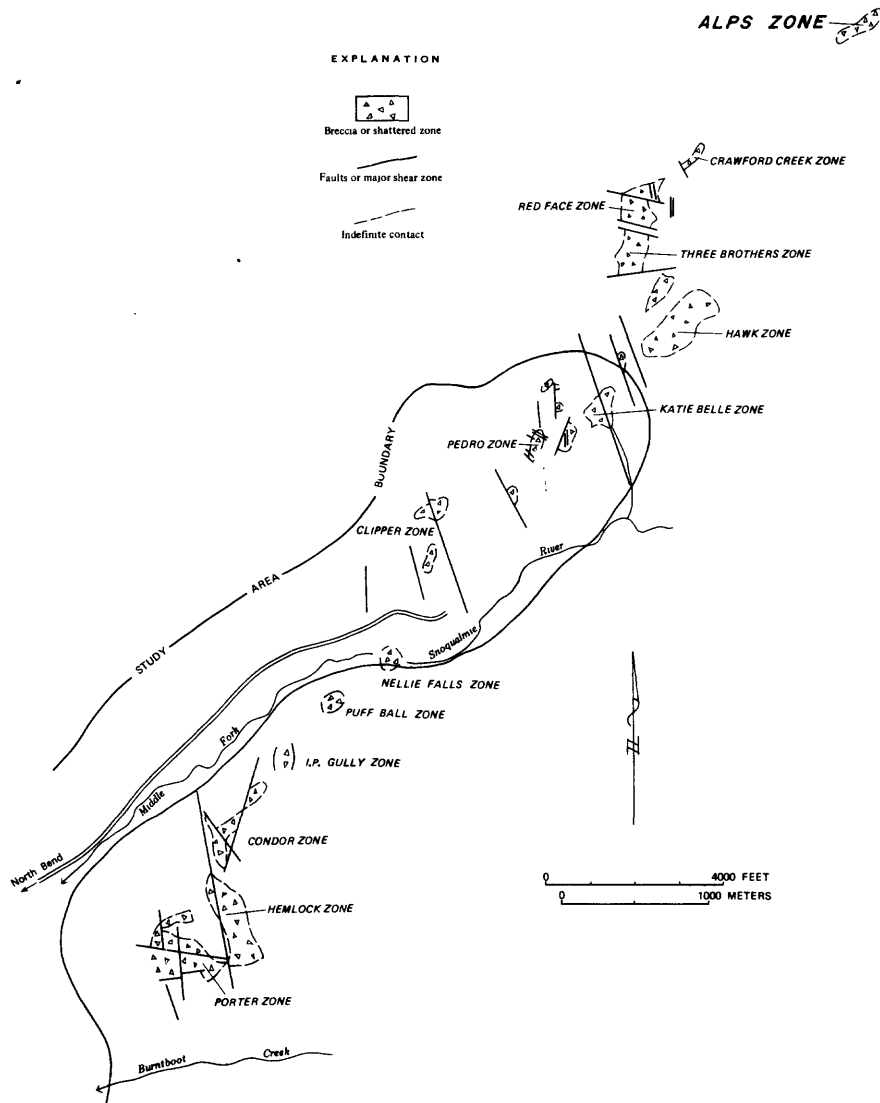 ALPS ZONE
EXPLANATION
Breccia or shattered zone
Faults or major shear zone
Indefinite contact
CRAWFORD CREEK ZONE
RED FACE ZONE
THREE BROTHERS ZONE
HAWK ZONE
KATIE BELLE ZONE
PEDRO ZONE
CLIPPER ZONE
STUDY AREA BOUNDARY
Middle Fork Snoqualmie River
NELLIE FALLS ZONE
PUFF BALL ZONE
I.P. GULLY ZONE
CONDOR ZONE
North Bend
HEMLOCK ZONE
PORTER ZONE
Burntboot Creek
N
0 4000 FEET
0 1000 METERS